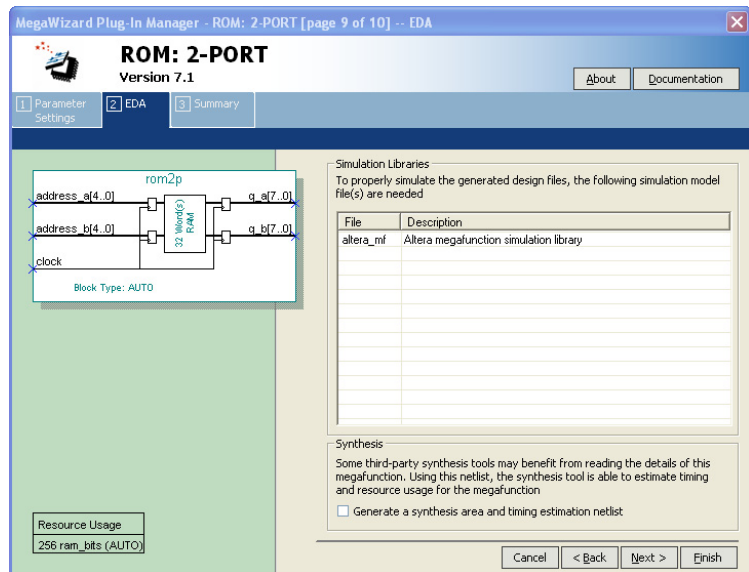 MegaWizard Plug-In Manager - ROM: 2-PORT [page 9 of 10] -- EDA
ROM: 2-PORT
Version 7.1
About
Documentation
1 Parameter Settings
2 EDA
3 Summary
rom2p
address_a[4..0]
q_a[7..0]
address_b[4..0]
q_b[7..0]
32 Word(s)
RAM
clock
Block Type: AUTO
Resource Usage
256 ram_bits (AUTO)
Simulation Libraries
To properly simulate the generated design files, the following simulation model
file(s) are needed
File Description
altera_mf Altera megafunction simulation library
Synthesis
Some third-party synthesis tools may benefit from reading the details of this
megafunction. Using this netlist, the synthesis tool is able to estimate timing
and resource usage for the megafunction
Generate a synthesis area and timing estimation netlist
Cancel
< Back
Next >
Finish